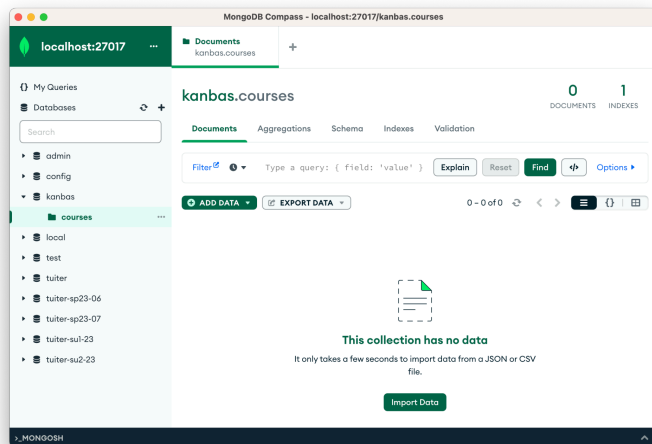 MongoDB Compass - localhost:27017/kanbas.courses
localhost:27017 ...
Documents
kanbas.courses
+
{} My Queries
Databases
Search
admin
config
kanbas
courses ...
local
test
tuiter
tuiter-sp23-06
tuiter-sp23-07
tuiter-su1-23
tuiter-su2-23
kanbas.courses
0
DOCUMENTS
1
INDEXES
Documents Aggregations Schema Indexes Validation
Filter Type a query: { field: 'value' } Explain Reset Find </> Options
ADD DATA EXPORT DATA 0 – 0 of 0 {}
This collection has no data
It only takes a few seconds to import data from a JSON or CSV
file.
Import Data
>_MONGOSH